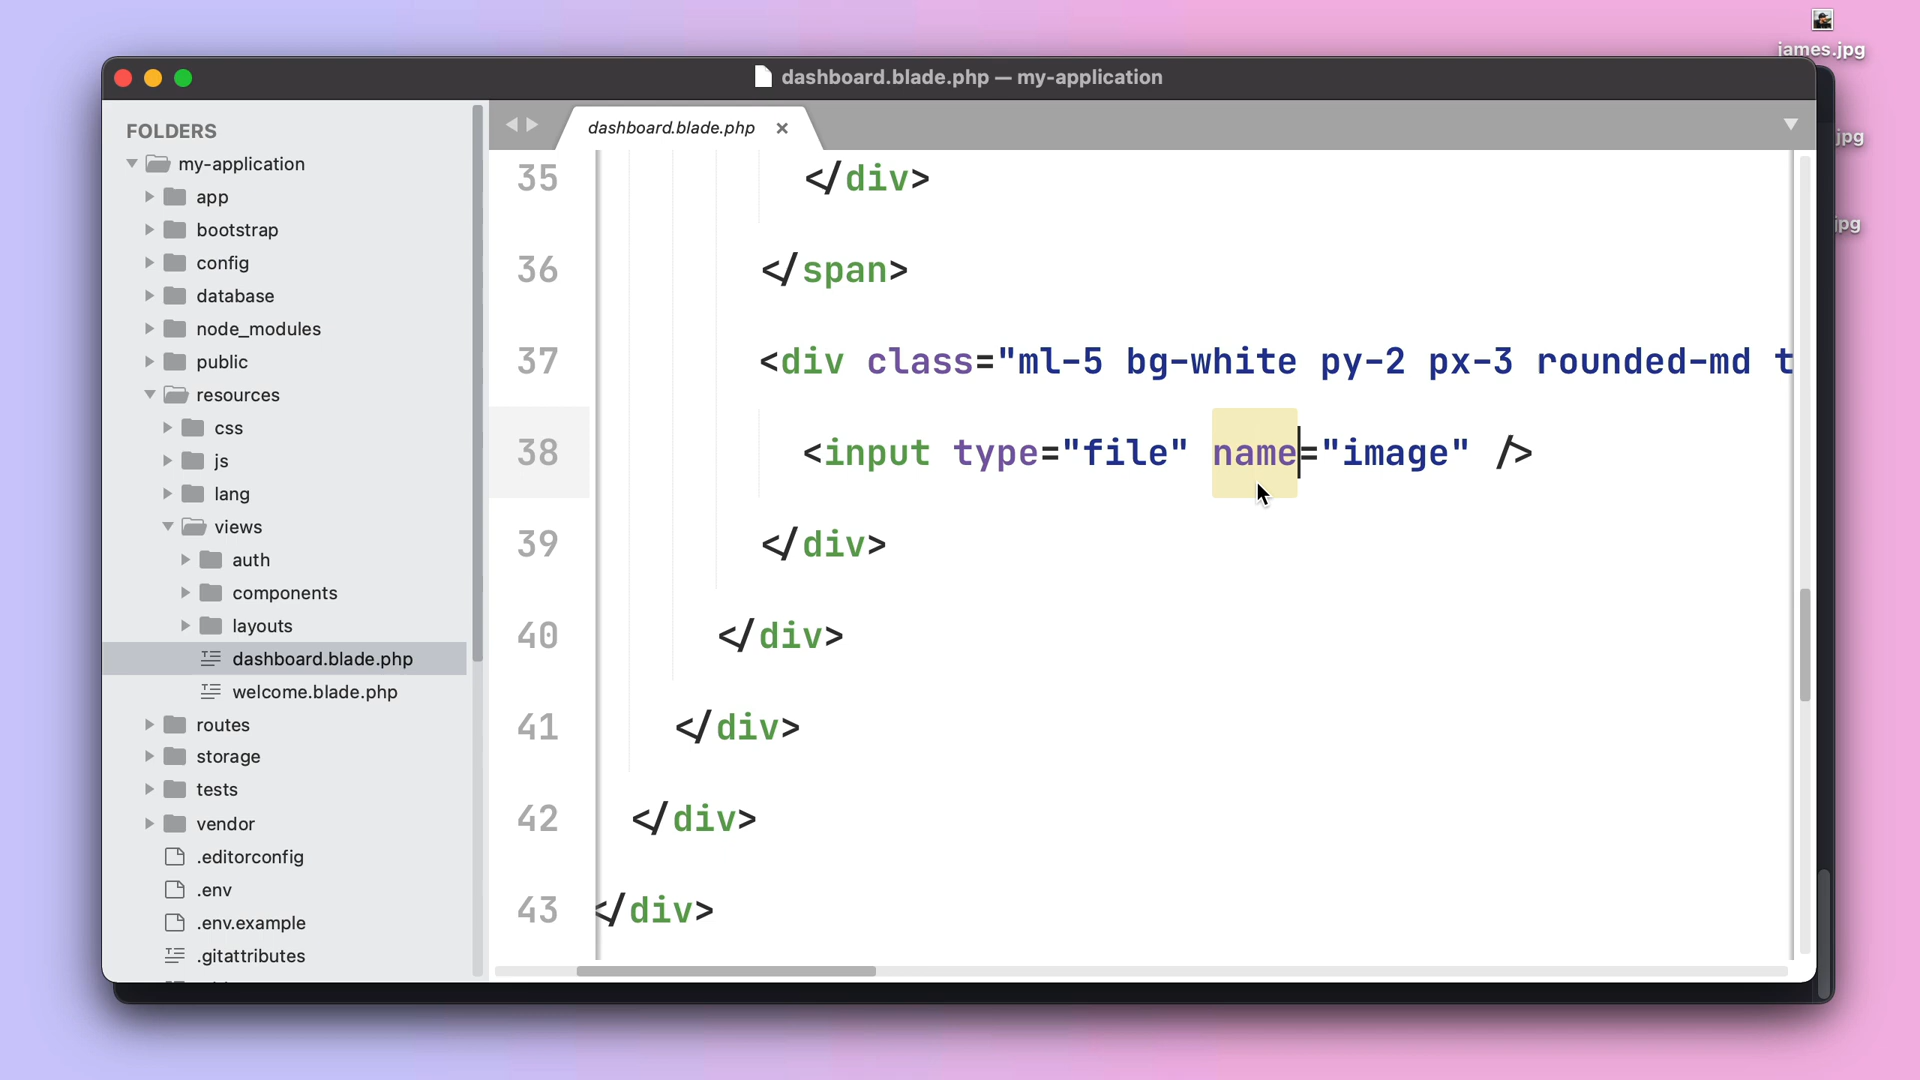 james.jpg
dashboard.blade.php — my-application
jpg
jpg
FOLDERS
my-application
app
bootstrap
config
database
node_modules
public
resources
css
js
lang
views
auth
components
layouts
dashboard.blade.php
welcome.blade.php
routes
storage
tests
vendor
.editorconfig
.env
.env.example
.gitattributes
dashboard.blade.php ×
35 </div>
36 </span>
37 <div class="ml-5 bg-white py-2 px-3 rounded-md t
38 <input type="file" name="image" />
39 </div>
40 </div>
41 </div>
42 </div>
43 </div>